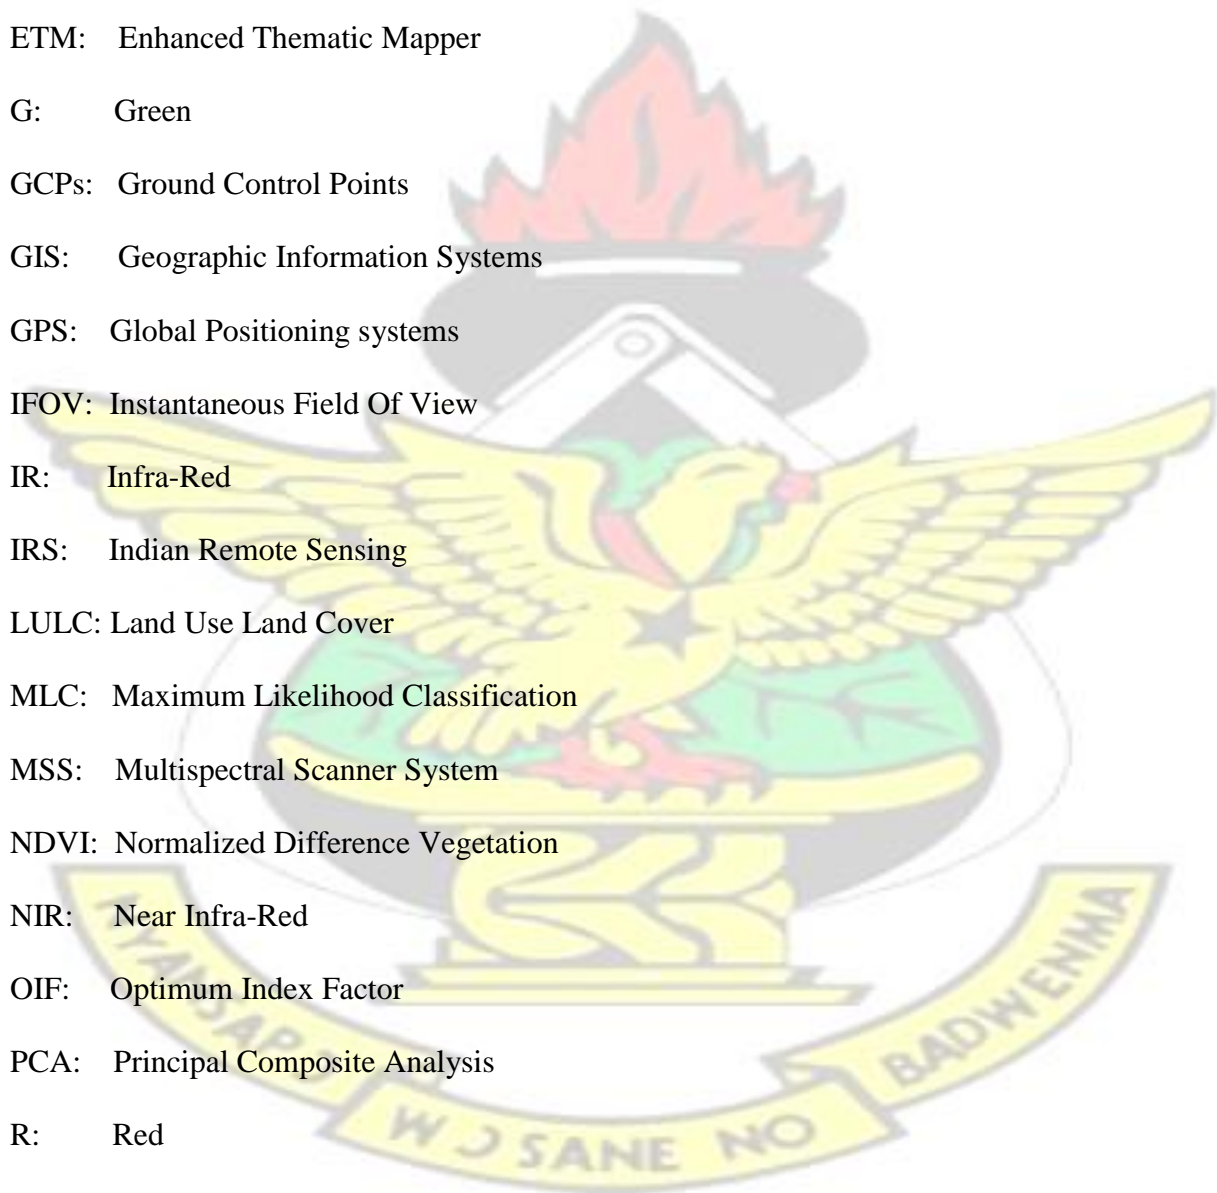 ETM: Enhanced Thematic Mapper
G: Green
GCPs: Ground Control Points
GIS: Geographic Information Systems
GPS: Global Positioning systems
IFOV: Instantaneous Field Of View
IR: Infra-Red
IRS: Indian Remote Sensing
LULC: Land Use Land Cover
MLC: Maximum Likelihood Classification
MSS: Multispectral Scanner System
NDVI: Normalized Difference Vegetation
NIR: Near Infra-Red
OIF: Optimum Index Factor
PCA: Principal Composite Analysis
R: Red
NYANSAPO WƆSANE NO BADWENMA